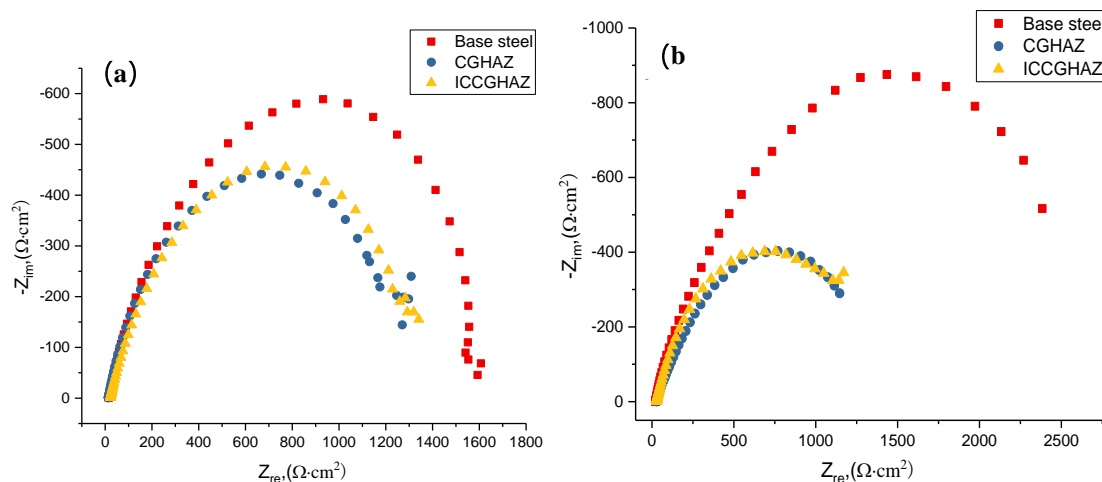 (a)
Base steel
CGHAZ
ICCGHAZ
-600
-500
-400
-300
-200
-100
0
-Zim,(Ω·cm²)
0 200 400 600 800 1000 1200 1400 1600 1800
Zre,(Ω·cm²)
(b
Base steel
CGHAZ
ICCGHAZ
-1000
-800
-600
-400
-200
0
-Zim,(Ω·cm²)
0 500 1000 1500 2000 2500
Zre,(Ω·cm²)